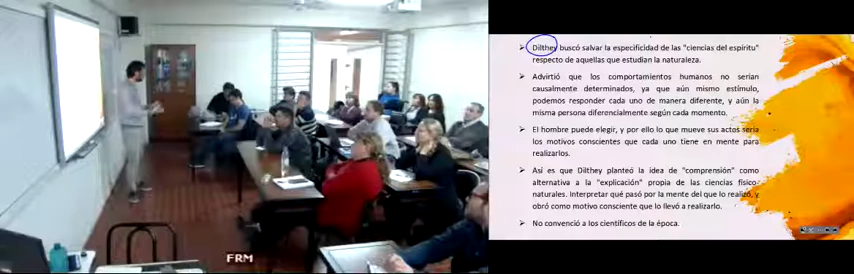 Dilthey buscó salvar la especificidad de las "ciencias del espíritu"
respecto de aquellas que estudian la naturaleza.
Advirtió que los comportamientos humanos no serían
causalmente determinados, ya que aún mismo estímulo,
podemos responder cada uno de manera diferente, y aún la
misma persona diferencialmente según cada momento.
El hombre puede elegir, y por ello lo que mueve sus actos sería
los motivos conscientes que cada uno tiene en mente para
realizarlos.
Así es que Dilthey planteó la idea de "comprensión" como
alternativa a la "explicación" propia de las ciencias físico-
naturales. Interpretar qué pasó por la mente del que lo realizó, y
obró como motivo consciente que lo llevó a realizarlo.
No convenció a los científicos de la época.
FRM